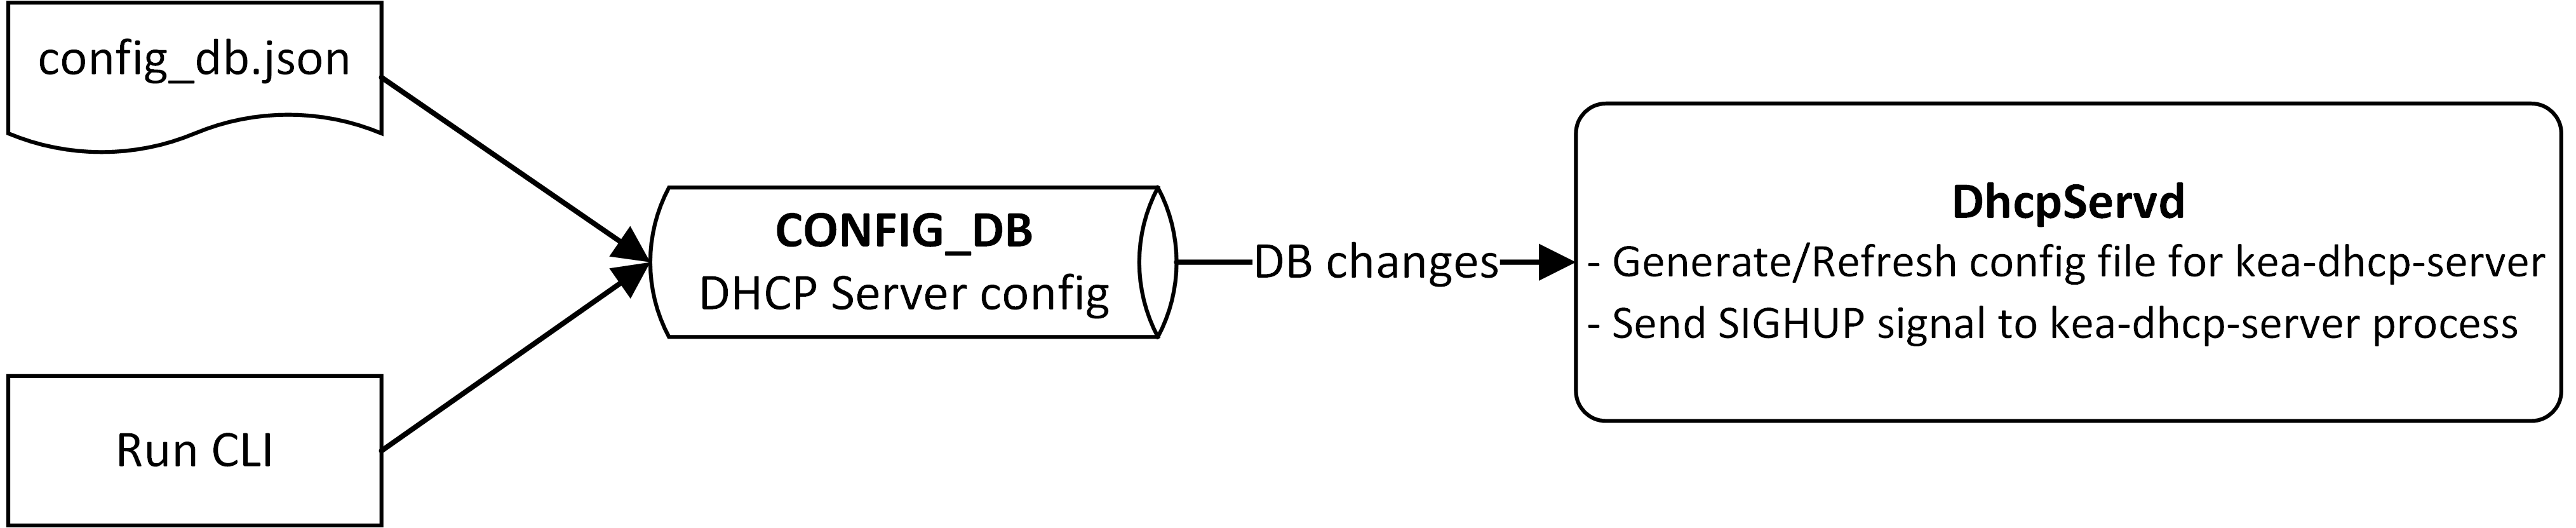 config_db.json
Run CLI
CONFIG_DB
DHCP Server config
DB changes
DhcpServd
- Generate/Refresh config file for kea-dhcp-server
- Send SIGHUP signal to kea-dhcp-server process